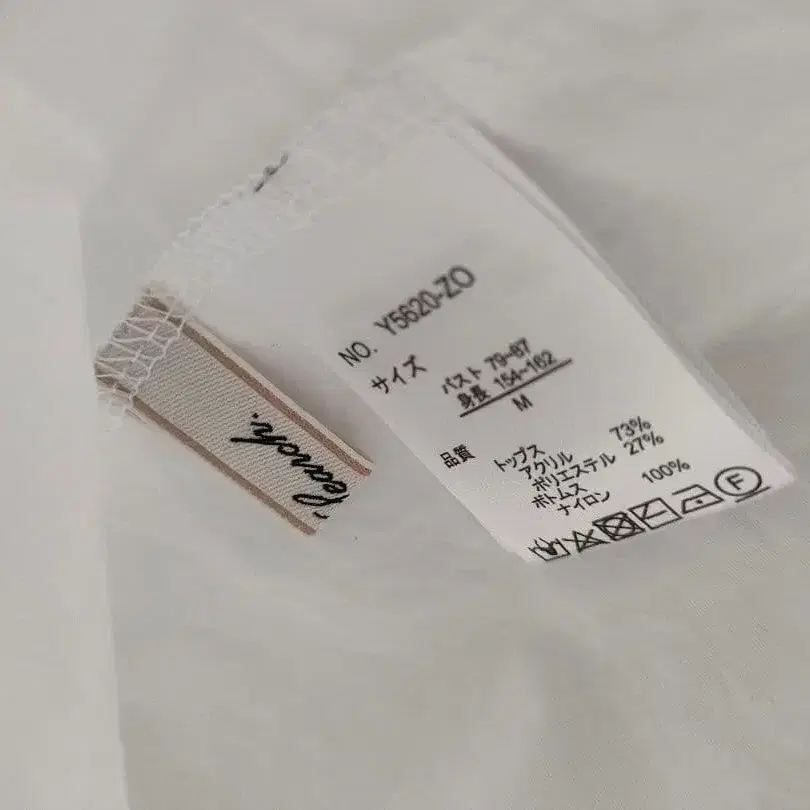 NO. Y5620-ZO
サイズ
バスト 79-87
身長 154-162
M
品質
トップス
アクリル 73%
ポリエステル 27%
ボトムス
ナイロン 100%
F